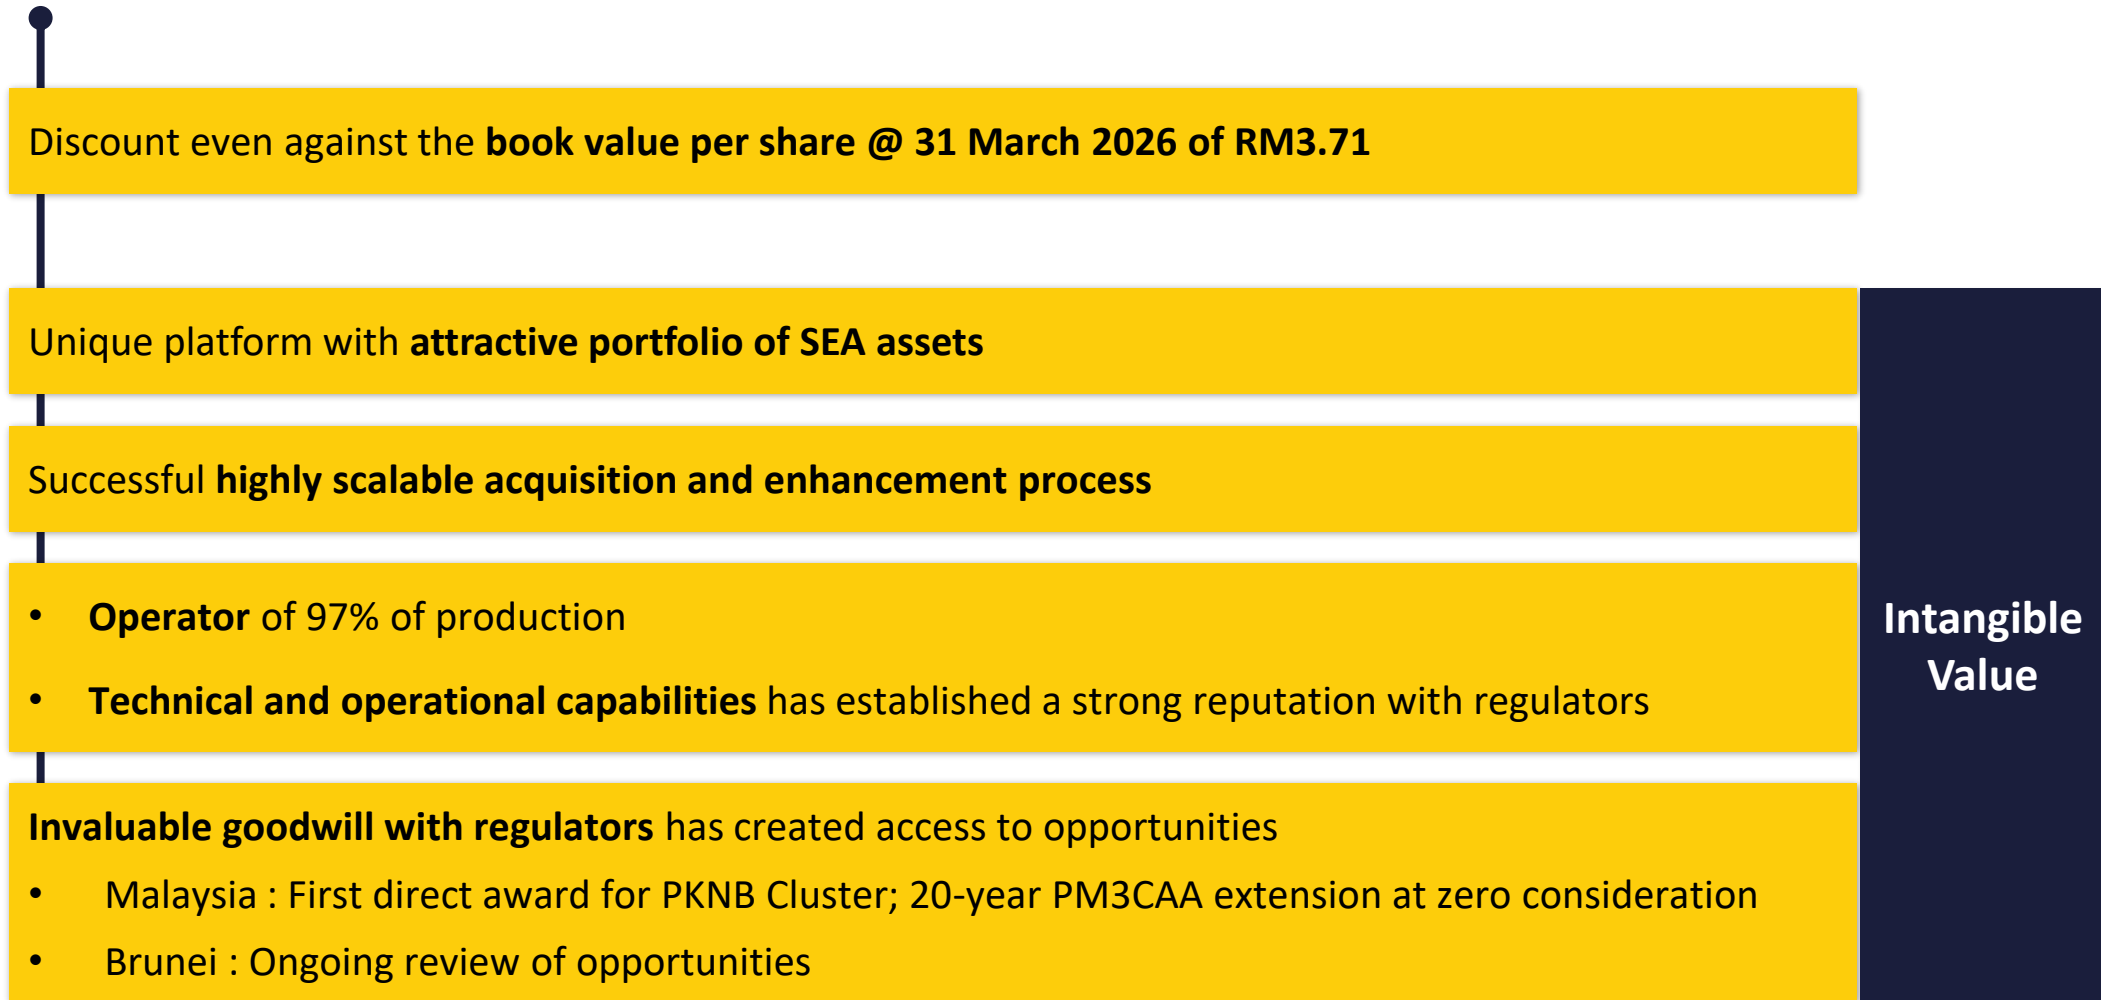 Discount even against the book value per share @ 31 March 2026 of RM3.71
Unique platform with attractive portfolio of SEA assets
Successful highly scalable acquisition and enhancement process
• Operator of 97% of production
• Technical and operational capabilities has established a strong reputation with regulators
Invaluable goodwill with regulators has created access to opportunities
• Malaysia : First direct award for PKNB Cluster; 20-year PM3CAA extension at zero consideration
• Brunei : Ongoing review of opportunities
Intangible
Value